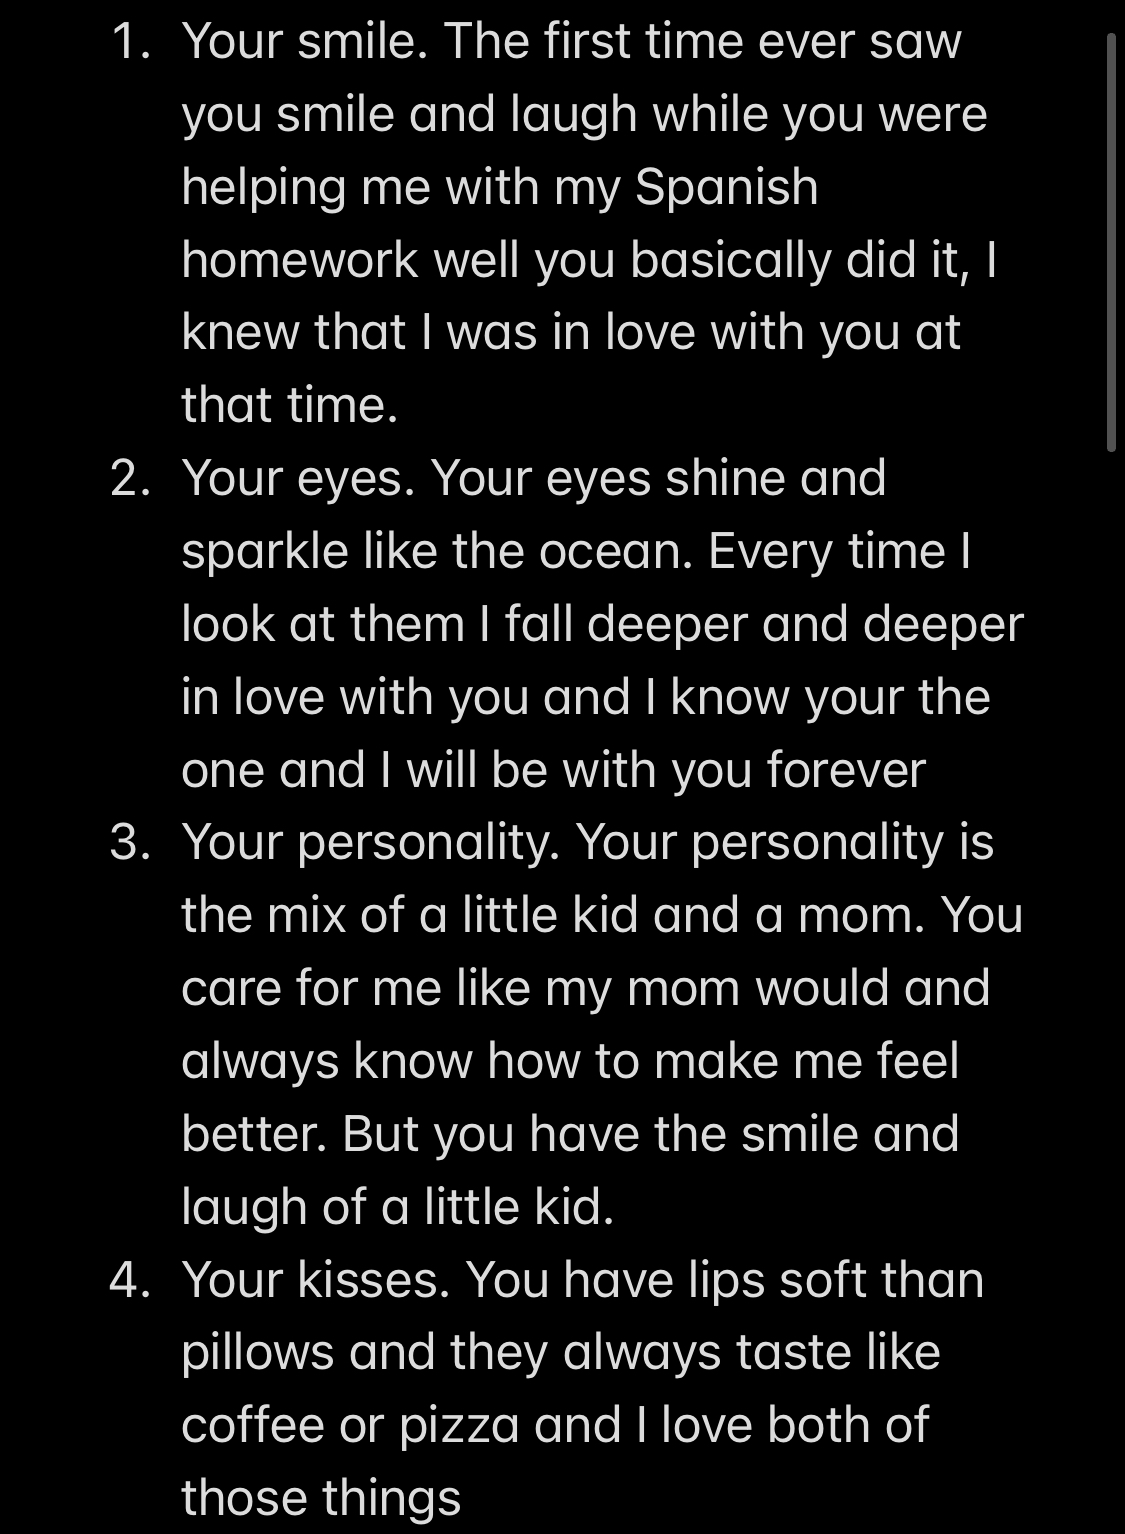 1. Your smile. The first time ever saw
you smile and laugh while you were
helping me with my Spanish
homework well you basically did it, I
knew that I was in love with you at
that time.
2. Your eyes. Your eyes shine and
sparkle like the ocean. Every time I
look at them I fall deeper and deeper
in love with you and I know your the
one and I will be with you forever
3. Your personality. Your personality is
the mix of a little kid and a mom. You
care for me like my mom would and
always know how to make me feel
better. But you have the smile and
laugh of a little kid.
4. Your kisses. You have lips soft than
pillows and they always taste like
coffee or pizza and I love both of
those things